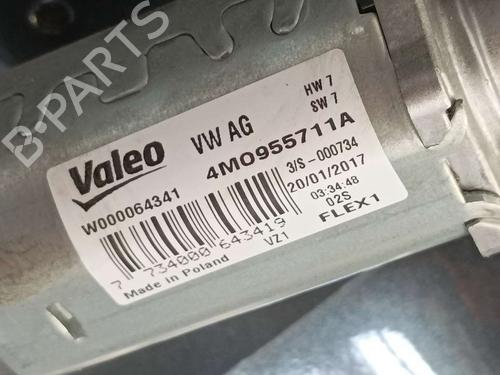 B-PARTS
Valeo
VW AG
HW 7
SW 7
4M0955711A
W000064341
3/S-000734
20/01/2017
03:34:48
02S
FLEX1
7 734000 643419
VZ1
Made in Poland